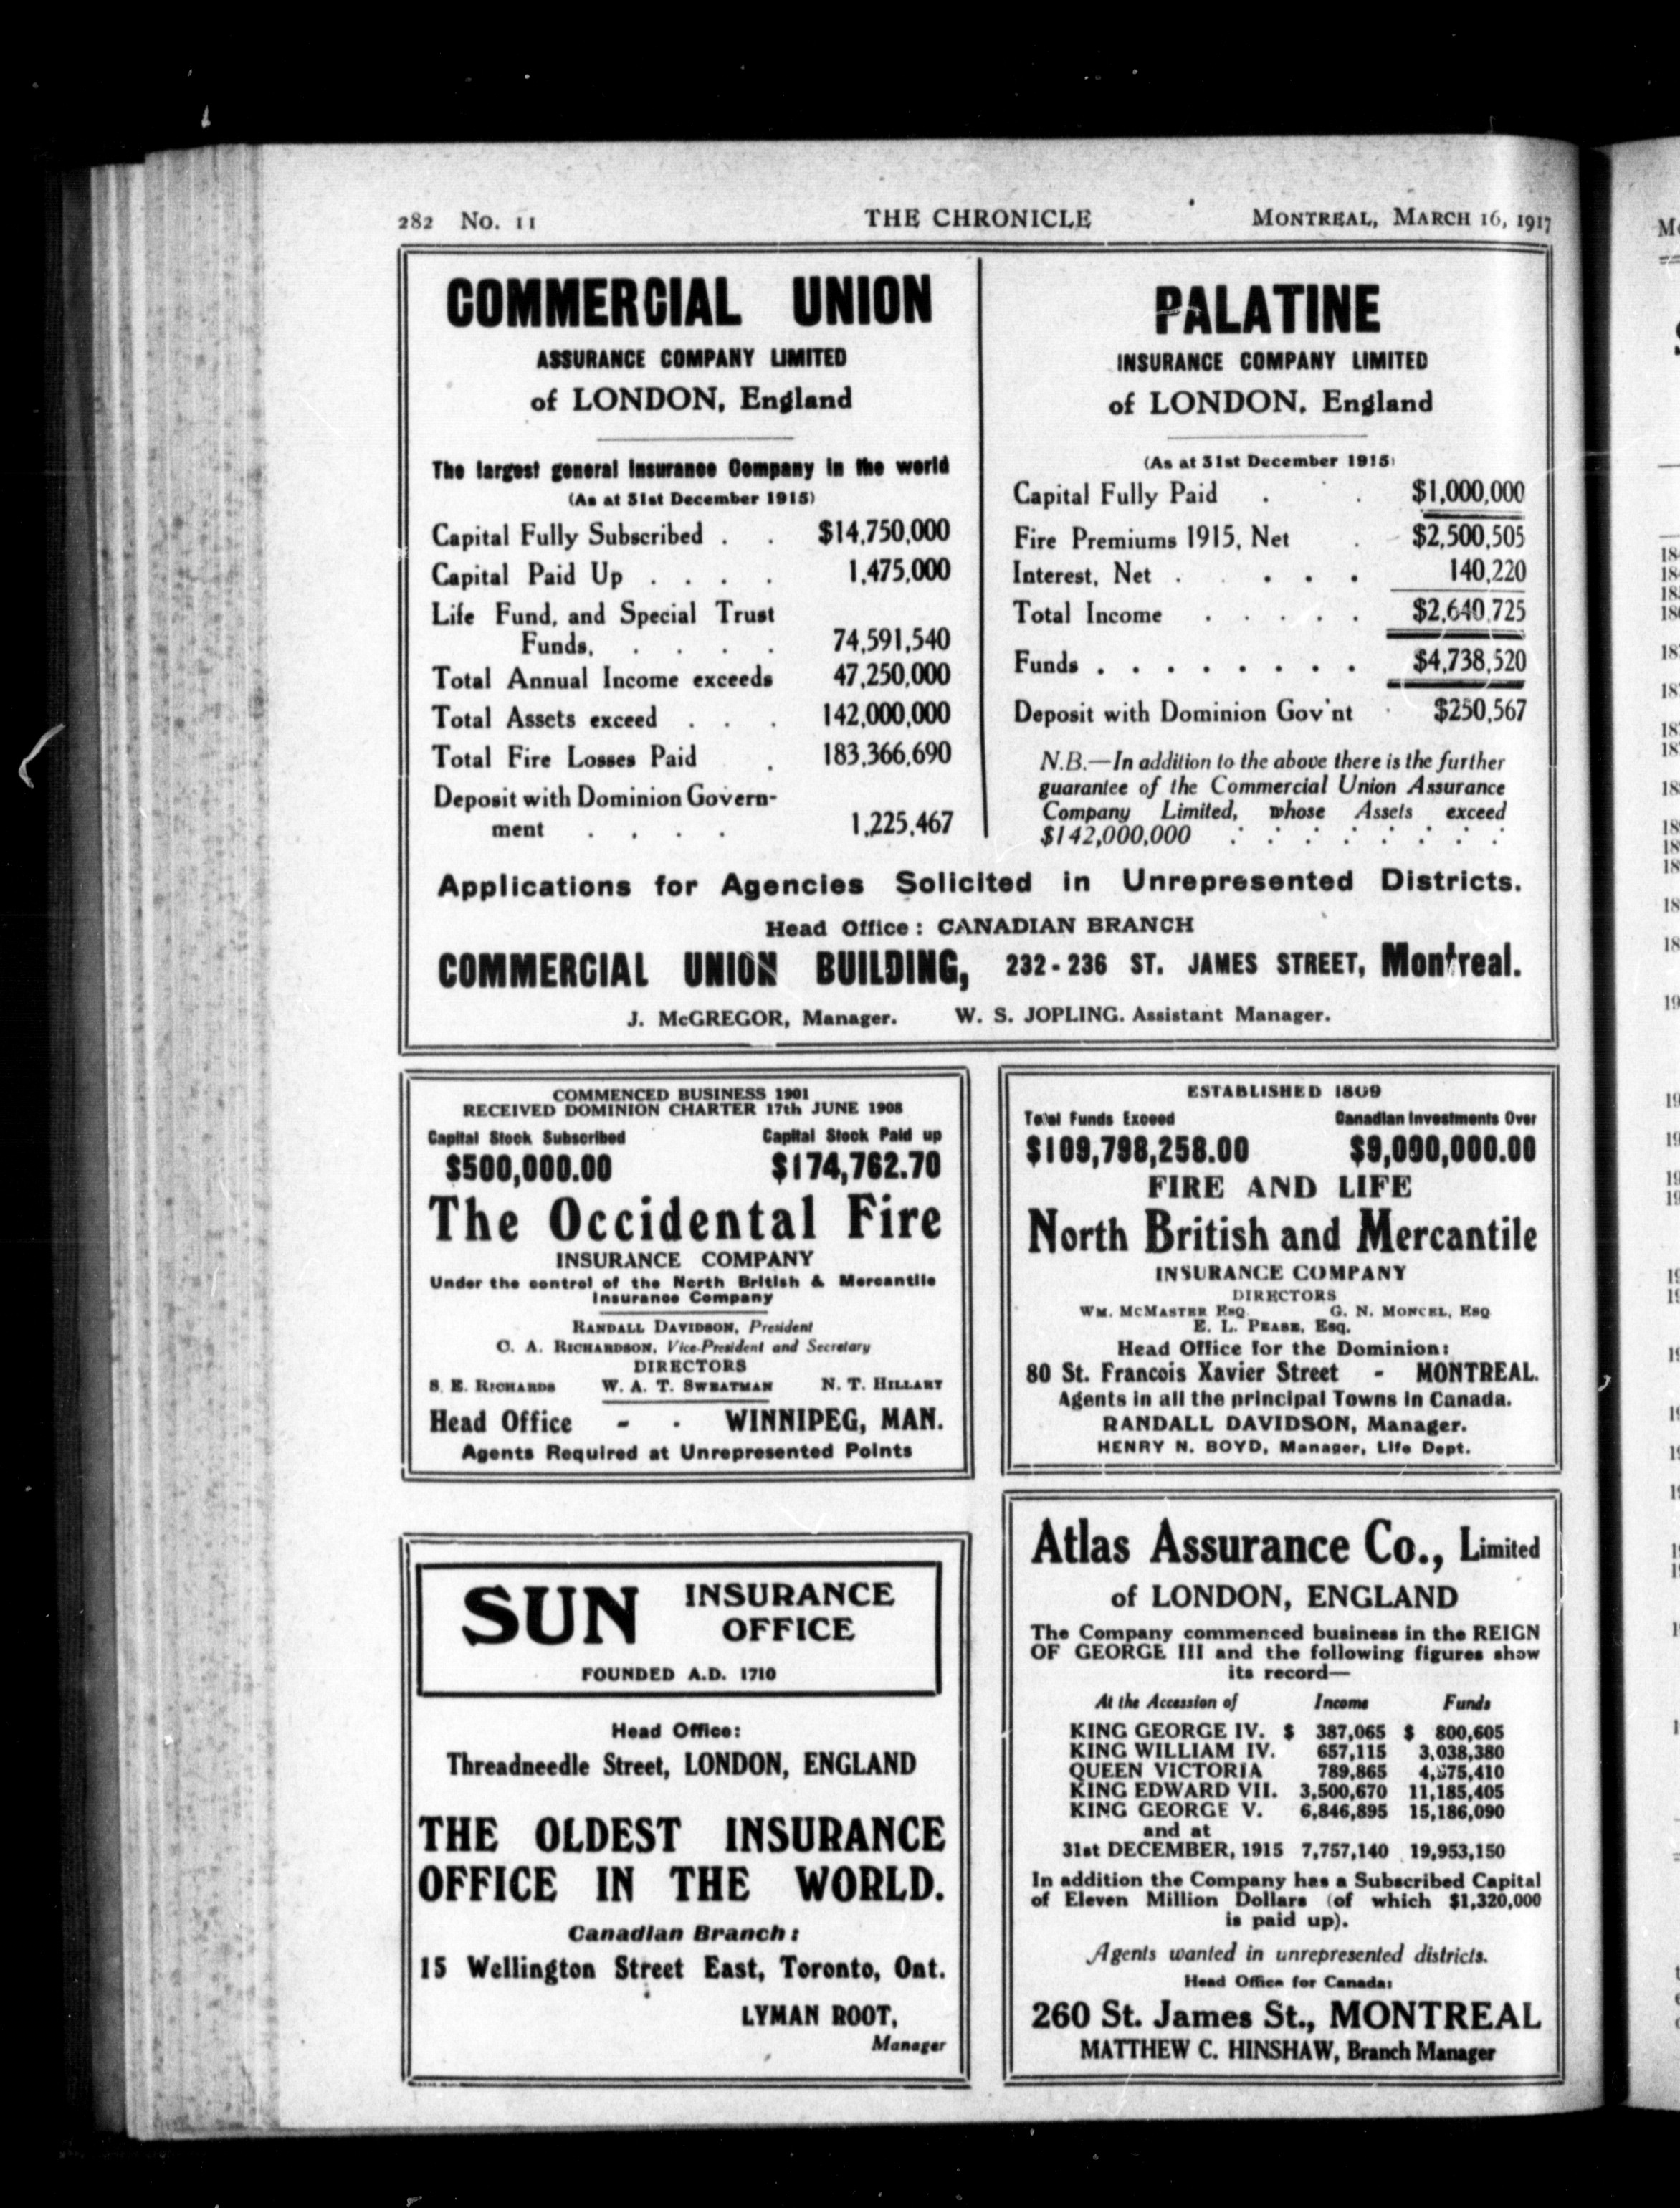 282 No. 11 THE CHRONICLE MONTREAL, MARCH 16, 1917
COMMERCIAL UNION
ASSURANCE COMPANY LIMITED
of LONDON, England
The largest general Insurance Company in the world
(As at 31st December 1915)
Capital Fully Subscribed . . $14,750,000
Capital Paid Up . . . . 1,475,000
Life Fund, and Special Trust
Funds, . . . . 74,591,540
Total Annual Income exceeds 47,250,000
Total Assets exceed . . . 142,000,000
Total Fire Losses Paid . 183,366,690
Deposit with Dominion Govern-
ment . . . . 1,225,467
PALATINE
INSURANCE COMPANY LIMITED
of LONDON, England
(As at 31st December 1915)
Capital Fully Paid . . . $1,000,000
Fire Premiums 1915, Net . $2,500,505
Interest, Net . . . . . 140,220
Total Income . . . . . $2,640,725
Funds . . . . . . . . $4,738,520
Deposit with Dominion Gov'nt . $250,567
N.B.—In addition to the above there is the further
guarantee of the Commercial Union Assurance
Company Limited, whose Assets exceed
$142,000,000 . . . . . . . .
Applications for Agencies Solicited in Unrepresented Districts.
Head Office: CANADIAN BRANCH
COMMERCIAL UNION BUILDING, 232-236 ST. JAMES STREET, Montreal.
J. McGREGOR, Manager. W. S. JOPLING. Assistant Manager.
COMMENCED BUSINESS 1901
RECEIVED DOMINION CHARTER 17th JUNE 1908
Capital Stock Subscribed Capital Stock Paid up
$500,000.00 $174,762.70
The Occidental Fire
INSURANCE COMPANY
Under the control of the North British & Mercantile
Insurance Company
RANDALL DAVIDSON, President
C. A. RICHARDSON, Vice-President and Secretary
DIRECTORS
S. E. RICHARDS W. A. T. SWEATMAN N. T. HILLARY
Head Office - - WINNIPEG, MAN.
Agents Required at Unrepresented Points
ESTABLISHED 1809
Total Funds Exceed Canadian Investments Over
$109,798,258.00 $9,000,000.00
FIRE AND LIFE
North British and Mercantile
INSURANCE COMPANY
DIRECTORS
WM. MCMASTER ESQ. G. N. MONCEL, ESQ
E. L. PEASE, Esq.
Head Office for the Dominion:
80 St. Francois Xavier Street - MONTREAL.
Agents in all the principal Towns in Canada.
RANDALL DAVIDSON, Manager.
HENRY N. BOYD, Manager, Life Dept.
SUN INSURANCE
OFFICE
FOUNDED A.D. 1710
Head Office:
Threadneedle Street, LONDON, ENGLAND
THE OLDEST INSURANCE
OFFICE IN THE WORLD.
Canadian Branch:
15 Wellington Street East, Toronto, Ont.
LYMAN ROOT,
Manager
Atlas Assurance Co., Limited
of LONDON, ENGLAND
The Company commenced business in the REIGN
OF GEORGE III and the following figures show
its record—
At the Accession of Income Funds
KING GEORGE IV. $ 387,065 $ 800,605
KING WILLIAM IV. 657,115 3,038,380
QUEEN VICTORIA 789,865 4,575,410
KING EDWARD VII. 3,500,670 11,185,405
KING GEORGE V. 6,846,895 15,186,090
and at
31st DECEMBER, 1915 7,757,140 19,953,150
In addition the Company has a Subscribed Capital
of Eleven Million Dollars (of which $1,320,000
is paid up).
Agents wanted in unrepresented districts.
Head Office for Canada:
260 St. James St., MONTREAL
MATTHEW C. HINSHAW, Branch Manager